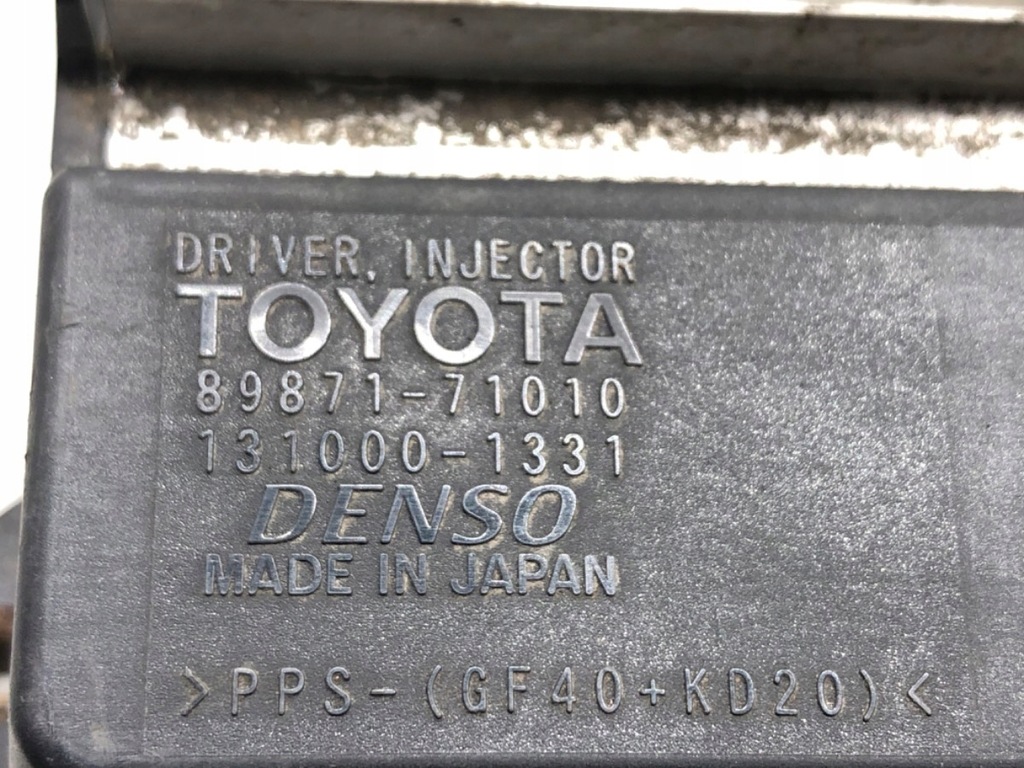 DRIVER, INJECTOR
TOYOTA
89871-71010
131000-1331
DENSO
MADE IN JAPAN
>PPS-(GF40+KD20)<